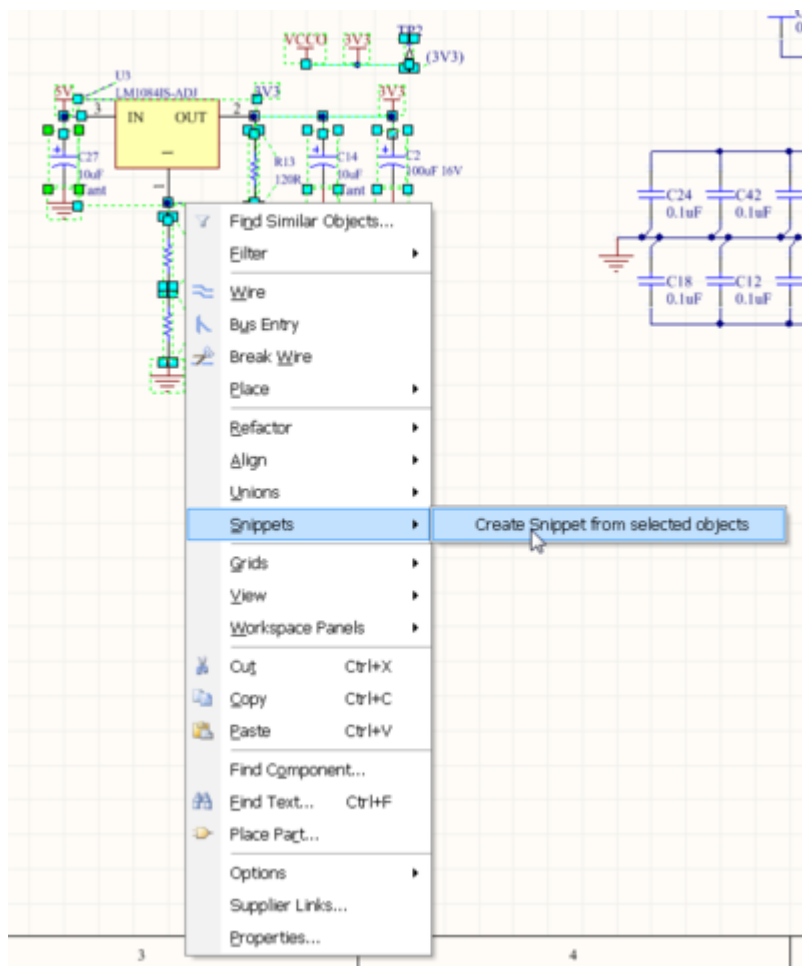 VCCO
3V3
TP2
(3V3)
U3
LM1084IS-ADJ
5V
3
IN
OUT
2
3V3
3V3
1
C27
10uF
Tant
R13
120R
C14
10uF
Tant
C2
100uF 16V
C24
0.1uF
C42
0.1uF
C18
0.1uF
C12
0.1uF
Find Similar Objects...
Filter
Wire
Bus Entry
Break Wire
Place
Refactor
Align
Unions
Snippets
Create Snippet from selected objects
Grids
View
Workspace Panels
Cut Ctrl+X
Copy Ctrl+C
Paste Ctrl+V
Find Component...
Find Text... Ctrl+F
Place Part...
Options
Supplier Links...
Properties...
3
4